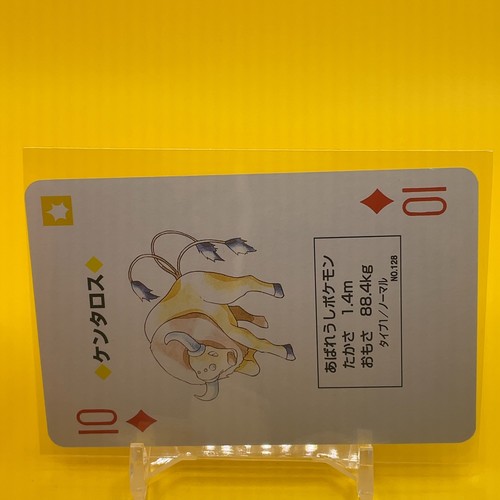 10
◆ケンタロス◆
あばれうしポケモン
たかさ 1.4m
おもさ 88.4kg
タイプ1/ノーマル
NO.128
10